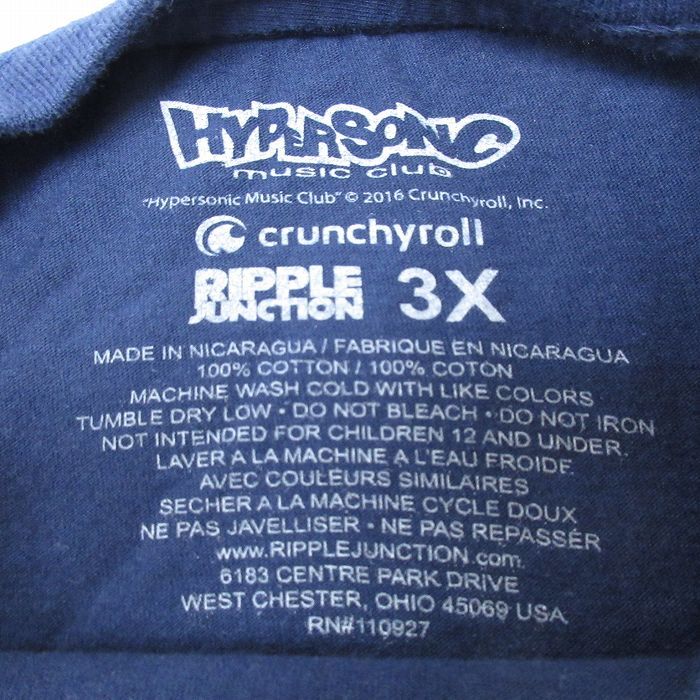 HYPERSONIC
music club
"Hypersonic Music Club" © 2016 Crunchyroll, Inc.
crunchyroll
RIPPLE
JUNCTION
3X
MADE IN NICARAGUA / FABRIQUE EN NICARAGUA
100% COTTON / 100% COTON
MACHINE WASH COLD WITH LIKE COLORS
TUMBLE DRY LOW • DO NOT BLEACH • DO NOT IRON
NOT INTENDED FOR CHILDREN 12 AND UNDER.
LAVER A LA MACHINE A L'EAU FROIDE
AVEC COULEURS SIMILAIRES
SECHER A LA MACHINE CYCLE DOUX
NE PAS JAVELLISER • NE PAS REPASSÉR
www.RIPPLEJUNCTION.com
6183 CENTRE PARK DRIVE
WEST CHESTER, OHIO 45069 USA
RN#110927